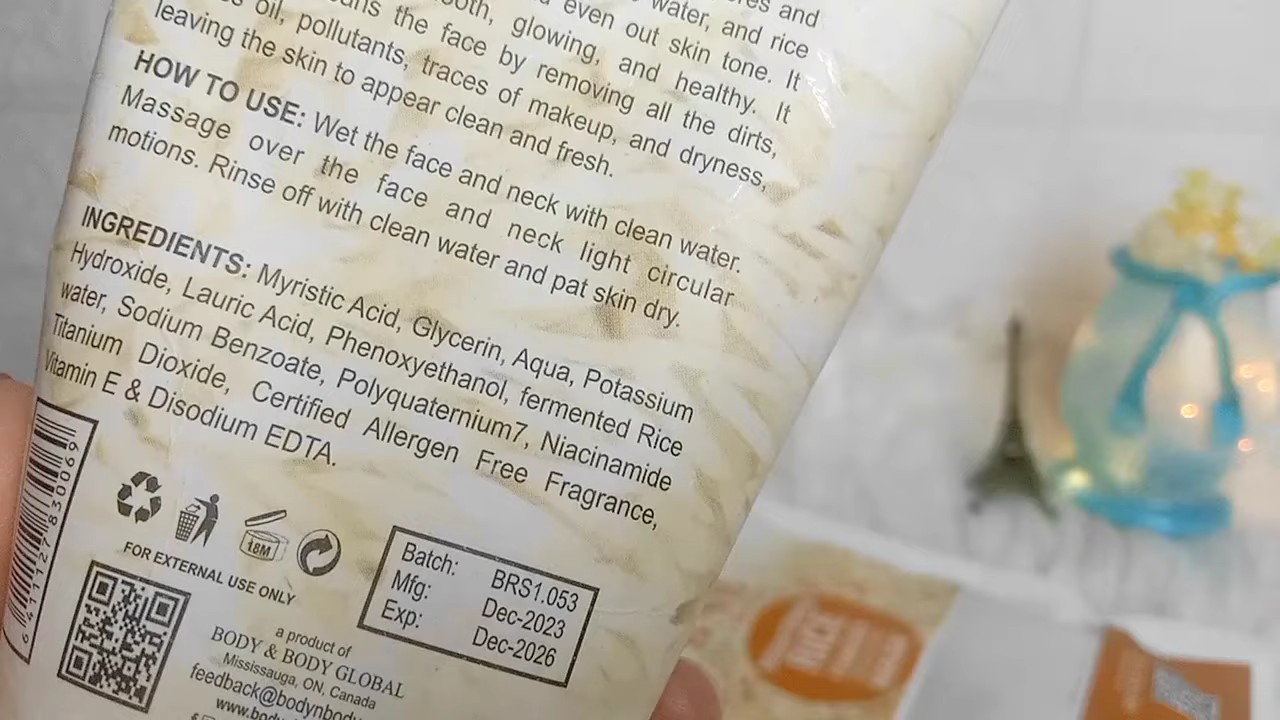 and
water, and rice
even out skin tone. It
glowing, and healthy. It
the face by removing all the dirts,
oil, pollutants, traces of makeup, and dryness,
leaving the skin to appear clean and fresh.
HOW TO USE: Wet the face and neck with clean water.
Massage over the face and neck light circular
motions. Rinse off with clean water and pat skin dry.
INGREDIENTS: Myristic Acid, Glycerin, Aqua, Potassium
Hydroxide, Lauric Acid, Phenoxyethanol, fermented Rice
water, Sodium Benzoate, Polyquaternium7, Niacinamide
Titanium Dioxide, Certified Allergen Free Fragrance,
Vitamin E & Disodium EDTA.
18M
FOR EXTERNAL USE ONLY
Batch: BRS1.053
Mfg: Dec-2023
Exp: Dec-2026
a product of
BODY & BODY GLOBAL
Mississauga, ON, Canada
feedback@bodynbody
www.body
RICE